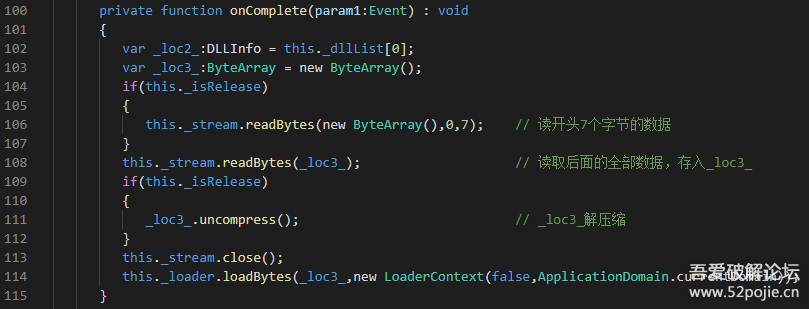 100 private function onComplete(param1:Event) : void
101 {
102 var _loc2_:DLLInfo = this._dllList[0];
103 var _loc3_:ByteArray = new ByteArray();
104 if(this._isRelease)
105 {
106 this._stream.readBytes(new ByteArray(),0,7); // 读开头7个字节的数据
107 }
108 this._stream.readBytes(_loc3_); // 读取后面的全部数据，存入_loc3_
109 if(this._isRelease)
110 {
111 _loc3_.uncompress(); // _loc3_解压缩
112 }
113 this._stream.close();
114 this._loader.loadBytes(_loc3_,new LoaderContext(false,ApplicationDomain.currentDomain));
115 }
吾爱破解论坛
www.52pojie.cn